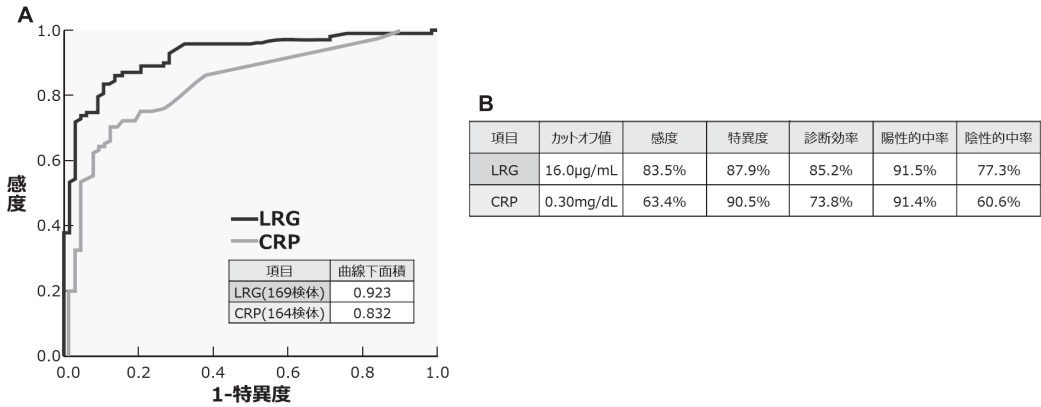 A
1.0
0.8
0.6
0.4
0.2
0.0
感度
LRG
CRP
項目 曲線下面積
LRG(169検体) 0.923
CRP(164検体) 0.832
0.0 0.2 0.4 0.6 0.8 1.0
1-特異度
B
項目 カットオフ値 感度 特異度 診断効率 陽性的中率 陰性的中率
LRG 16.0μg/mL 83.5% 87.9% 85.2% 91.5% 77.3%
CRP 0.30mg/dL 63.4% 90.5% 73.8% 91.4% 60.6%